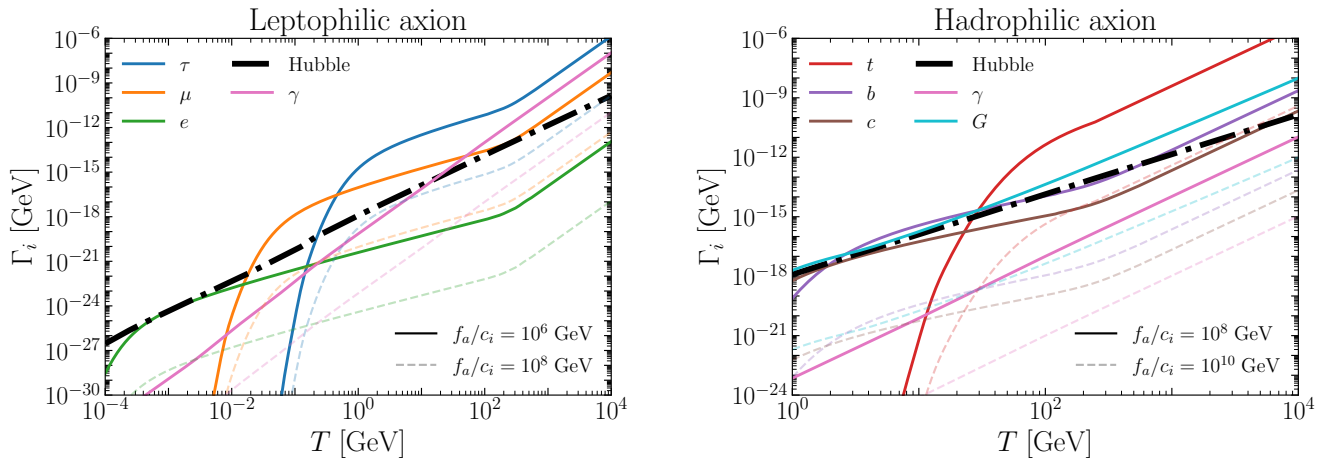 Leptophilic axion
10^{-6}
10^{-9}
10^{-12}
10^{-15}
10^{-18}
10^{-21}
10^{-24}
10^{-27}
10^{-30}
Γ_i [GeV]
τ
μ
e
Hubble
γ
f_a/c_i = 10^6 GeV
f_a/c_i = 10^8 GeV
10^{-4} 10^{-2} 10^0 10^2 10^4
T [GeV]
Hadrophilic axion
10^{-6}
10^{-9}
10^{-12}
10^{-15}
10^{-18}
10^{-21}
10^{-24}
Γ_i [GeV]
t
b
c
Hubble
γ
G
f_a/c_i = 10^8 GeV
f_a/c_i = 10^{10} GeV
10^0 10^2 10^4
T [GeV]